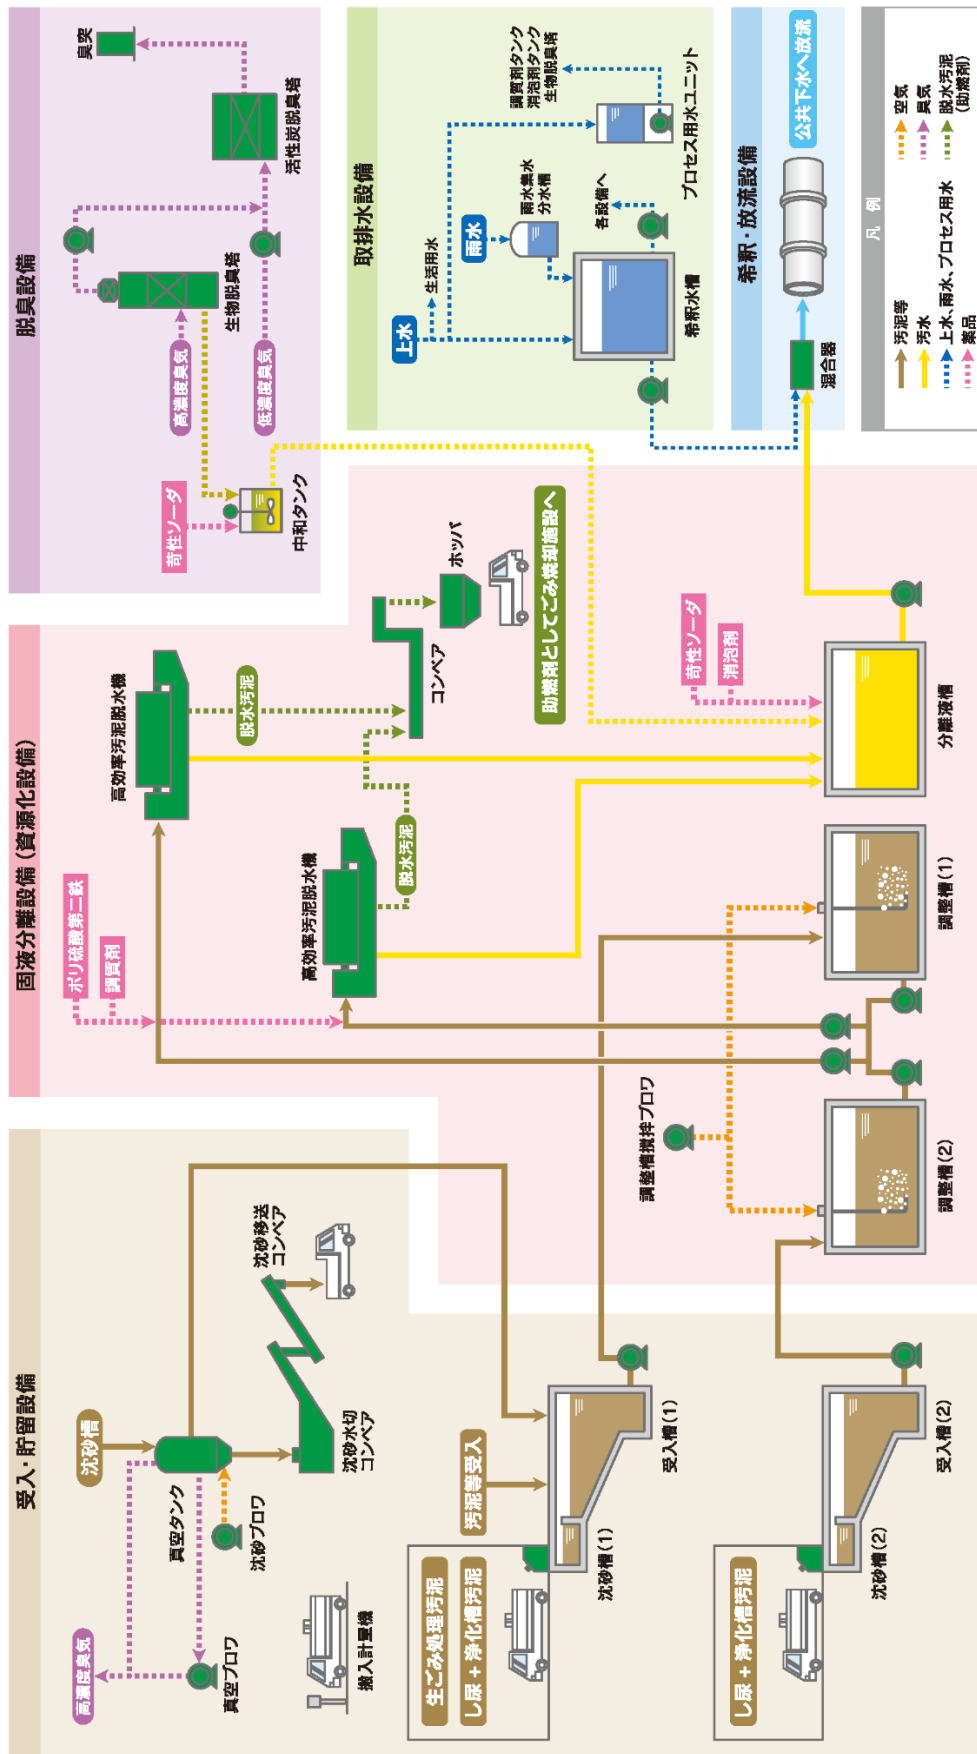 受入・貯留設備
沈砂槽
高濃度臭気
真空タンク
真空ブロワ
沈砂ブロワ
沈砂水切
コンベア
沈砂移送
コンベア
搬入計量機
生ごみ処理汚泥
し尿＋浄化槽汚泥
汚泥等受入
沈砂槽(1)
受入槽(1)
し尿＋浄化槽汚泥
沈砂槽(2)
受入槽(2)
固液分離設備(資源化設備)
ポリ硫酸第二鉄
調質剤
高効率汚泥脱水機
脱水汚泥
高効率汚泥脱水機
脱水汚泥
コンベア
ホッパ
助燃剤としてごみ焼却施設へ
調整槽撹拌ブロワ
苛性ソーダ
消泡剤
調整槽(2)
調整槽(1)
分離液槽
脱臭設備
臭突
活性炭脱臭塔
生物脱臭塔
高濃度臭気
低濃度臭気
苛性ソーダ
中和タンク
取排水設備
上水
生活用水
雨水
雨水集水
分水槽
調質剤タンク
消泡剤タンク
生物脱臭塔
プロセス用水ユニット
各設備へ
希釈水槽
希釈・放流設備
混合器
公共下水へ放流
凡例
汚泥等
汚水
上水、雨水、プロセス用水
薬品
空気
臭気
脱水汚泥
(助燃剤)